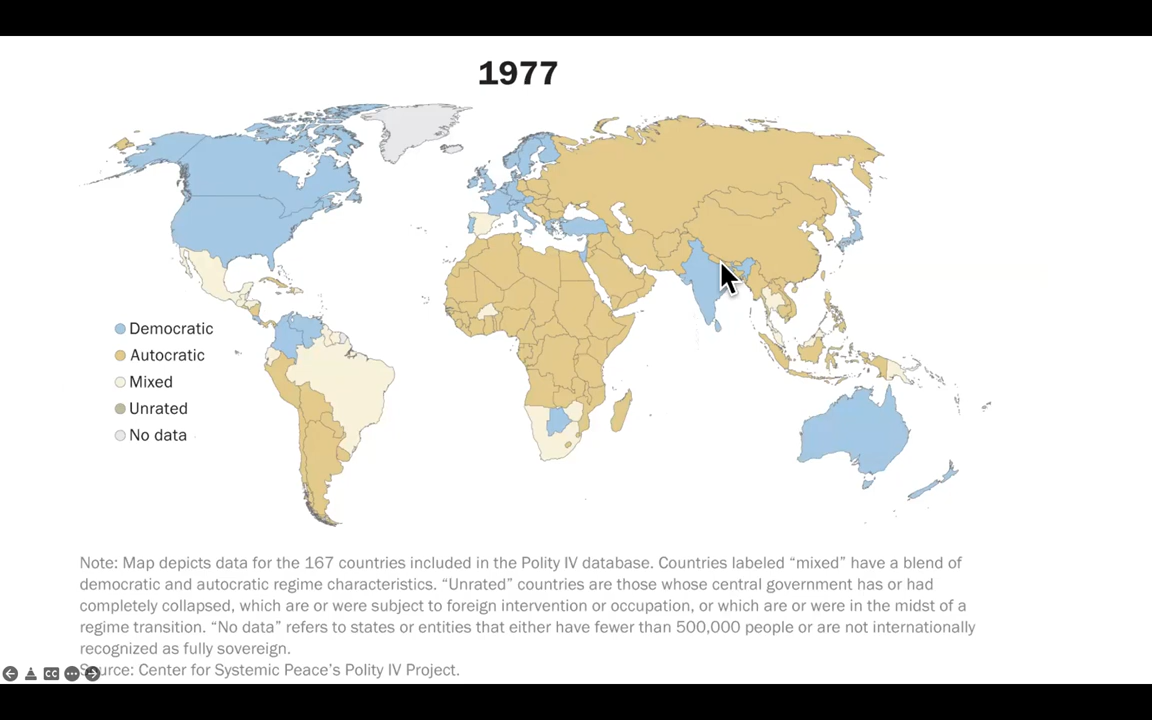 1977
Democratic
Autocratic
Mixed
Unrated
No data
Note: Map depicts data for the 167 countries included in the Polity IV database. Countries labeled “mixed” have a blend of
democratic and autocratic regime characteristics. “Unrated” countries are those whose central government has or had
completely collapsed, which are or were subject to foreign intervention or occupation, or which are or were in the midst of a
regime transition. “No data” refers to states or entities that either have fewer than 500,000 people or are not internationally
recognized as fully sovereign.
Source: Center for Systemic Peace’s Polity IV Project.
CC